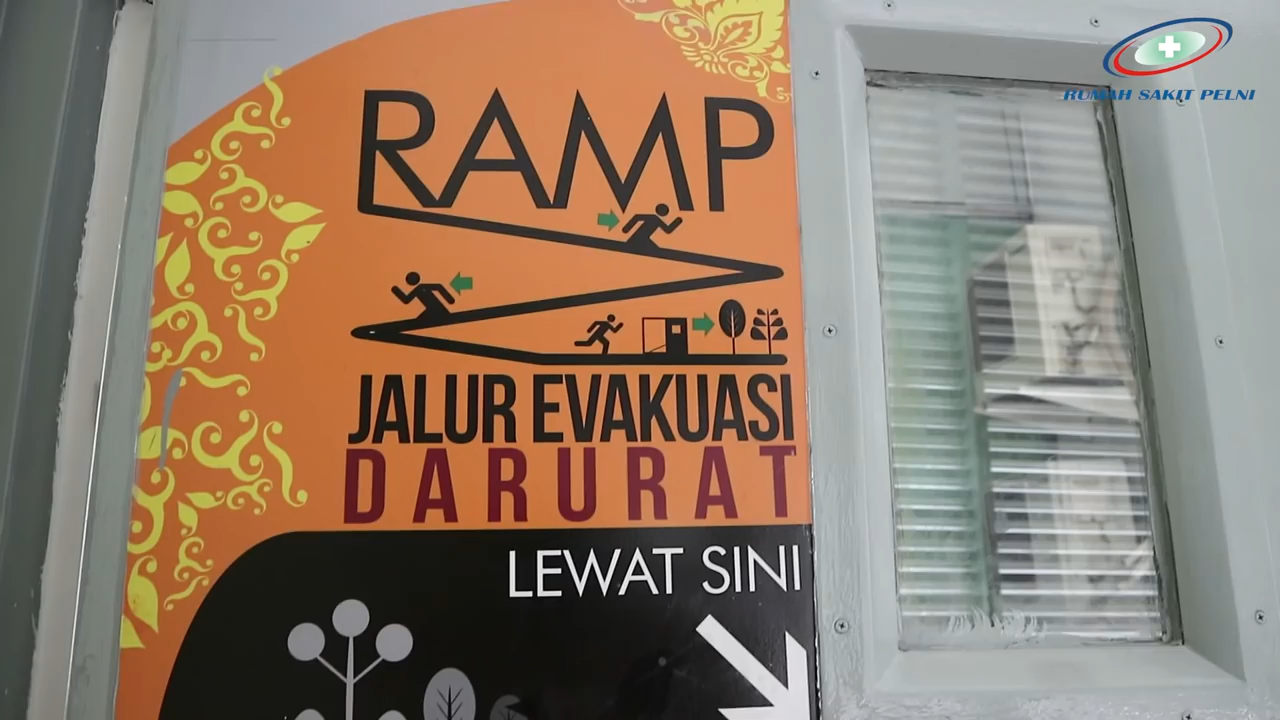 RUMAH SAKIT PELNI
RAMP
JALUR EVAKUASI
DARURAT
LEWAT SINI